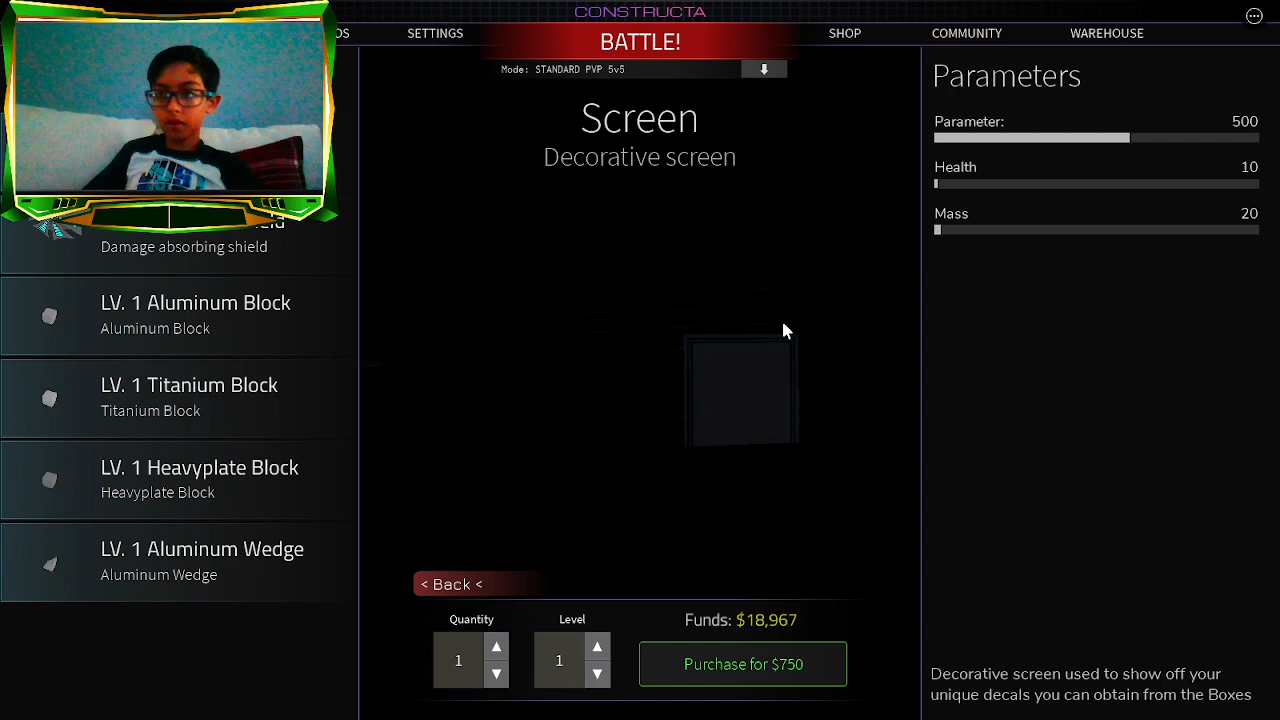 CONSTRUCTA
DS
SETTINGS
BATTLE!
SHOP
COMMUNITY
WAREHOUSE
Mode: STANDARD PVP 5v5
Screen
Decorative screen
Damage absorbing shield
LV. 1 Aluminum Block
Aluminum Block
LV. 1 Titanium Block
Titanium Block
LV. 1 Heavyplate Block
Heavyplate Block
LV. 1 Aluminum Wedge
Aluminum Wedge
< Back <
Quantity
Level
Funds: $18,967
1
1
Purchase for $750
Parameters
Parameter: 500
Health 10
Mass 20
Decorative screen used to show off your
unique decals you can obtain from the Boxes